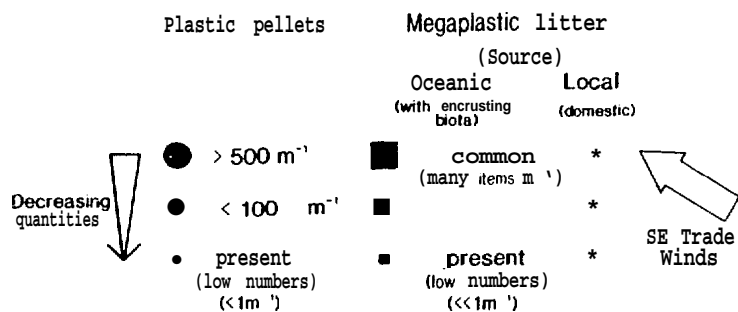 Plastic pellets Megaplastic litter
(Source)
Oceanic Local
(with encrusting biota) (domestic)
> 500 m⁻¹ common *
(many items m⁻¹)
Decreasing quantities
< 100 m⁻¹ *
present present *
(low numbers) (low numbers)
(<1m⁻¹) (<<1m⁻¹)
SE Trade
Winds